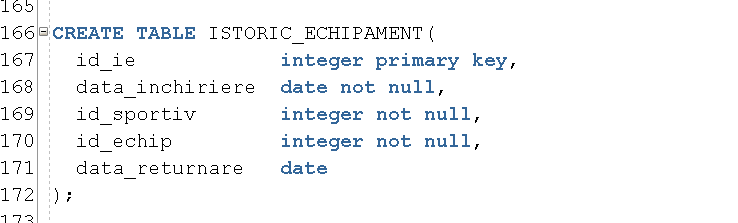 165
166 CREATE TABLE ISTORIC_ECHIPAMENT(
167 id_ie integer primary key,
168 data_inchiriere date not null,
169 id_sportiv integer not null,
170 id_echip integer not null,
171 data_returnare date
172 );
173